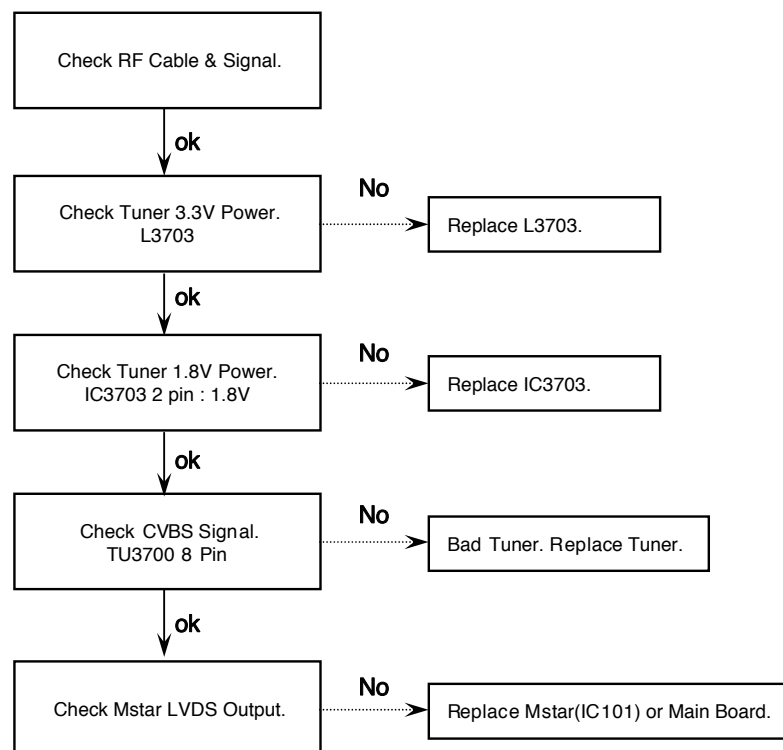 Check RF Cable & Signal.
ok
Check Tuner 3.3V Power.
L3703
No
Replace L3703.
ok
Check Tuner 1.8V Power.
IC3703 2 pin : 1.8V
No
Replace IC3703.
ok
Check CVBS Signal.
TU3700 8 Pin
No
Bad Tuner. Replace Tuner.
ok
Check Mstar LVDS Output.
No
Replace Mstar(IC101) or Main Board.